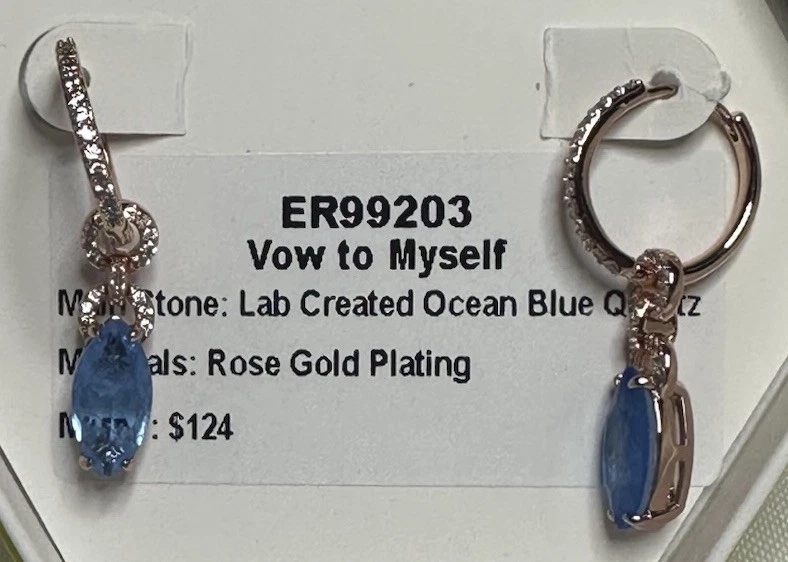 ER99203
Vow to Myself
Stone: Lab Created Ocean Blue
: Rose Gold Plating
: $124